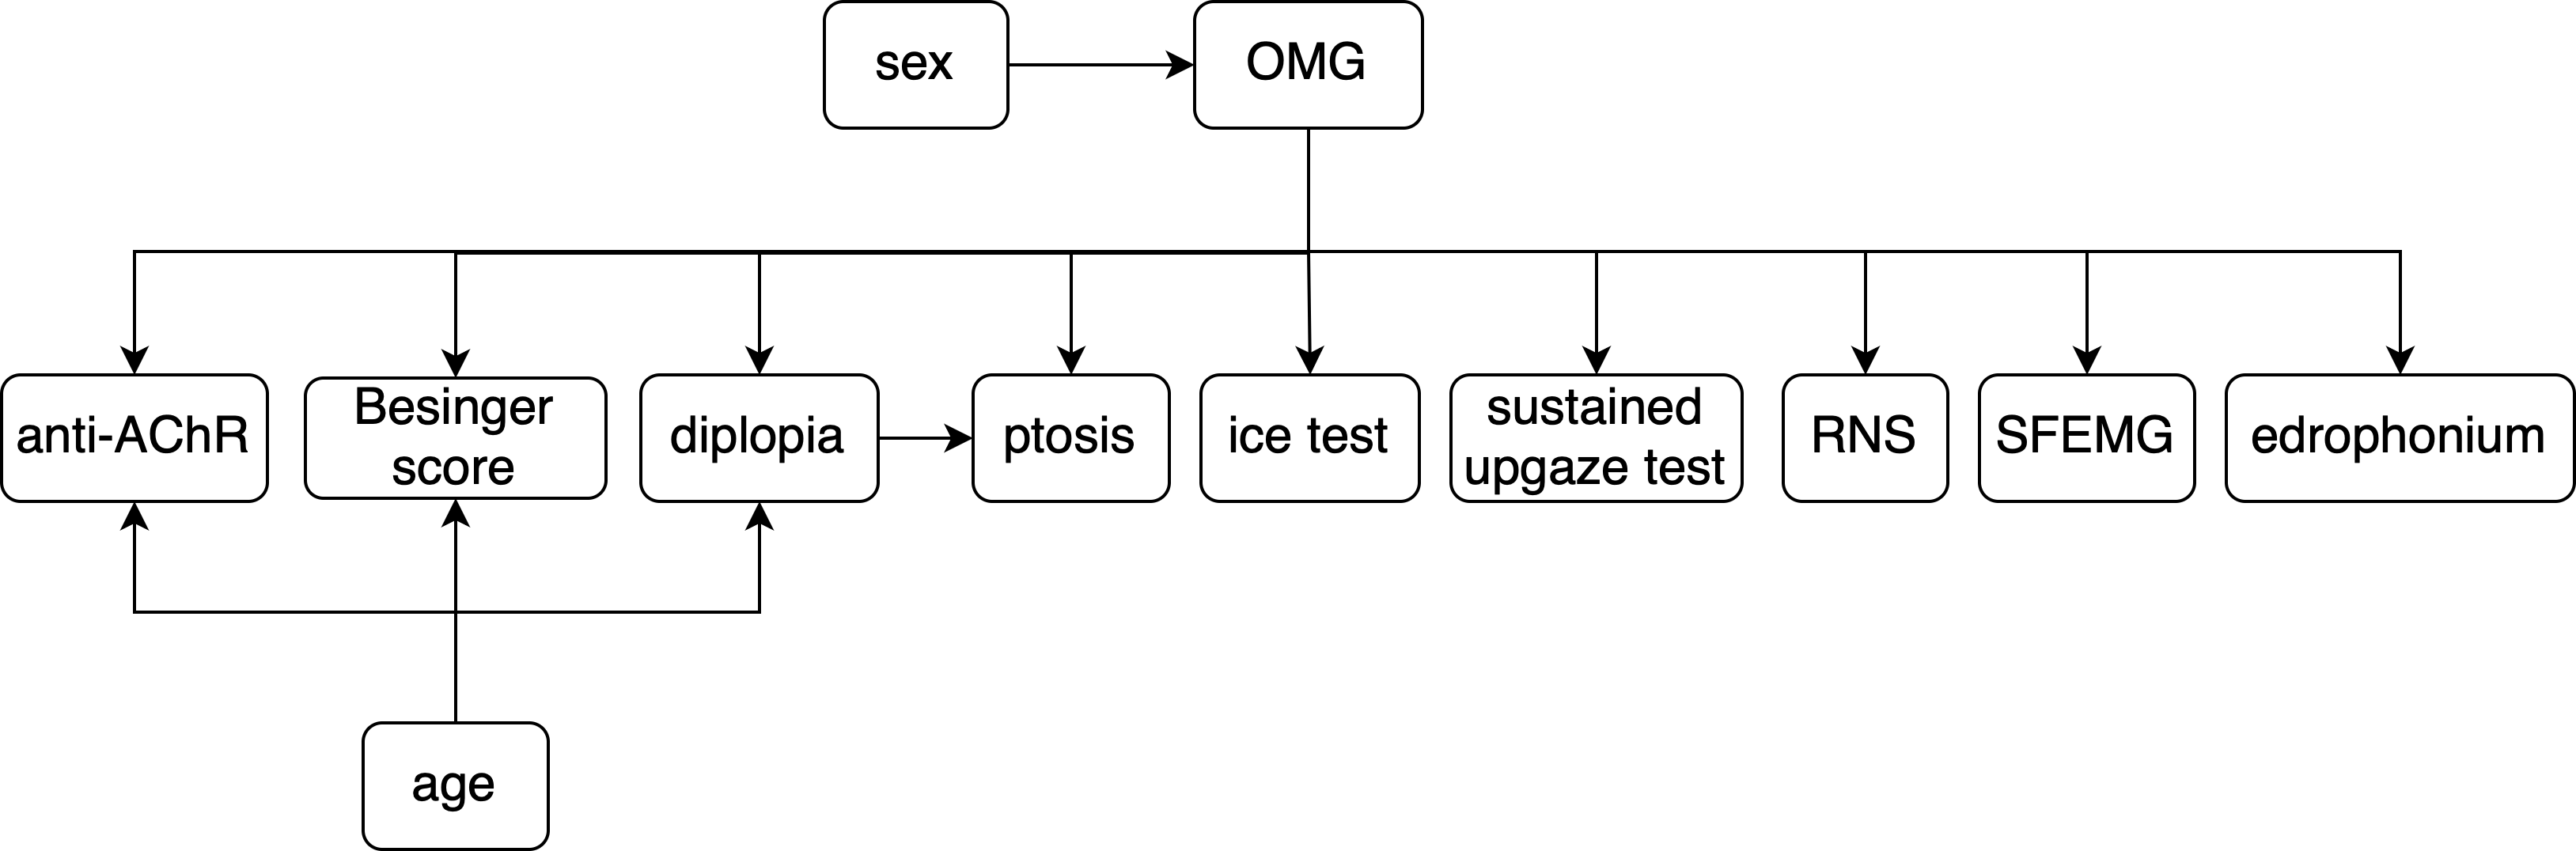 sex
OMG
anti-AChR
Besinger
score
diplopia
ptosis
ice test
sustained
upgaze test
RNS
SFEMG
edrophonium
age